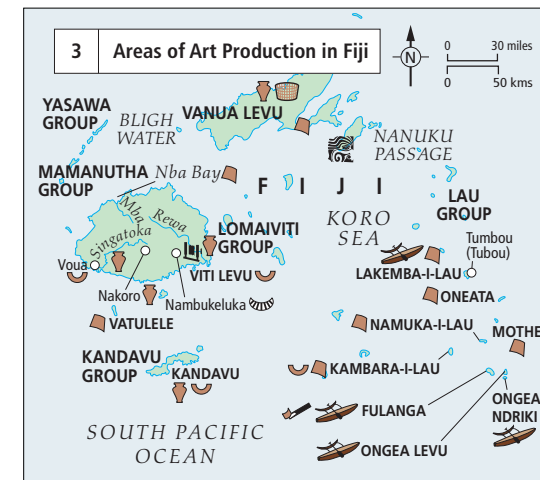 3 Areas of Art Production in Fiji
N
0 30 miles
0 50 kms
YASAWA
GROUP
BLIGH
WATER
VANUA LEVU
NANUKU
PASSAGE
MAMANUTHA
GROUP
Nba Bay
F I J I
Mba
Rewa
Singatoka
LOMAIVITI
GROUP
KORO
SEA
LAU
GROUP
Tumbou
(Tubou)
Voua
VITI LEVU
LAKEMBA-I-LAU
Nakoro
Nambukeluka
ONEATA
VATULELE
NAMUKA-I-LAU
MOTHE
KANDAVU
GROUP
KANDAVU
KAMBARA-I-LAU
FULANGA
ONGEA
NDRIKI
ONGEA LEVU
SOUTH PACIFIC
OCEAN